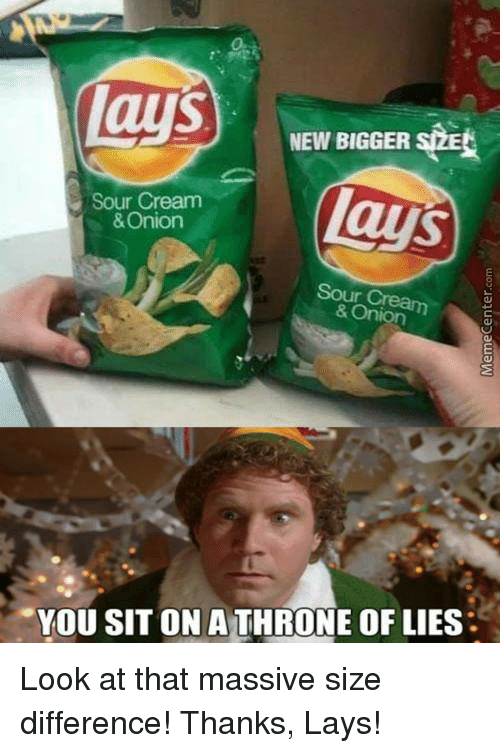 Lay's
Sour Cream
& Onion
NEW BIGGER SIZE!
Lay's
Sour Cream
& Onion
MemeCenter.com
YOU SIT ON A THRONE OF LIES
Look at that massive size
difference! Thanks, Lays!